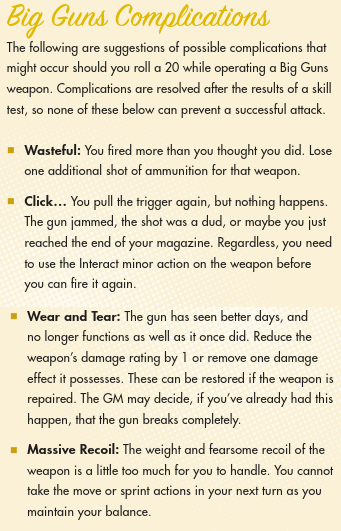 Big Guns Complications
The following are suggestions of possible complications that
might occur should you roll a 20 while operating a Big Guns
weapon. Complications are resolved after the results of a skill
test, so none of these below can prevent a successful attack.
Wasteful: You fired more than you thought you did. Lose
one additional shot of ammunition for that weapon.
Click… You pull the trigger again, but nothing happens.
The gun jammed, the shot was a dud, or maybe you just
reached the end of your magazine. Regardless, you need
to use the Interact minor action on the weapon before
you can fire it again.
Wear and Tear: The gun has seen better days, and
no longer functions as well as it once did. Reduce the
weapon’s damage rating by 1 or remove one damage
effect it possesses. These can be restored if the weapon is
repaired. The GM may decide, if you’ve already had this
happen, that the gun breaks completely.
Massive Recoil: The weight and fearsome recoil of the
weapon is a little too much for you to handle. You cannot
take the move or sprint actions in your next turn as you
maintain your balance.